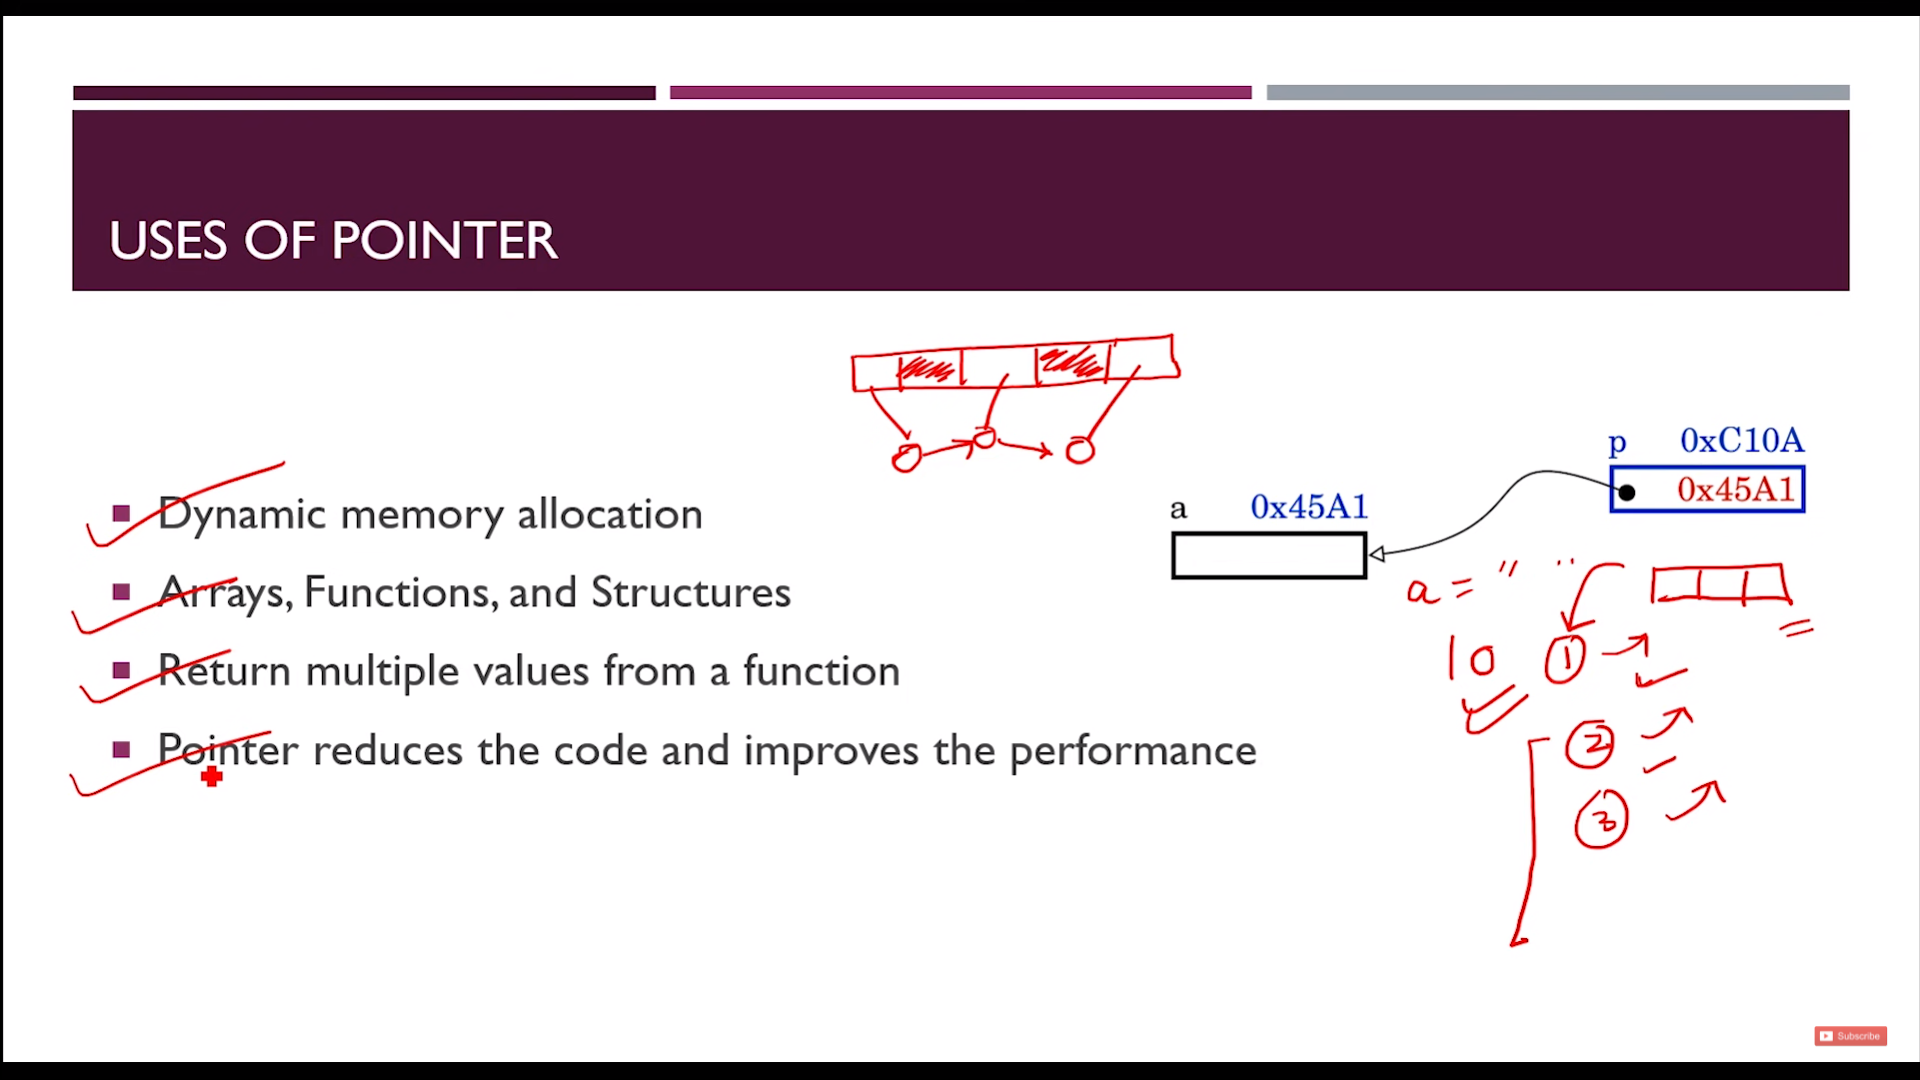 USES OF POINTER
Dynamic memory allocation
Arrays, Functions, and Structures
Return multiple values from a function
Pointer reduces the code and improves the performance
p 0xC10A
0x45A1
a 0x45A1
a = " "
10 1
2
3
Subscribe